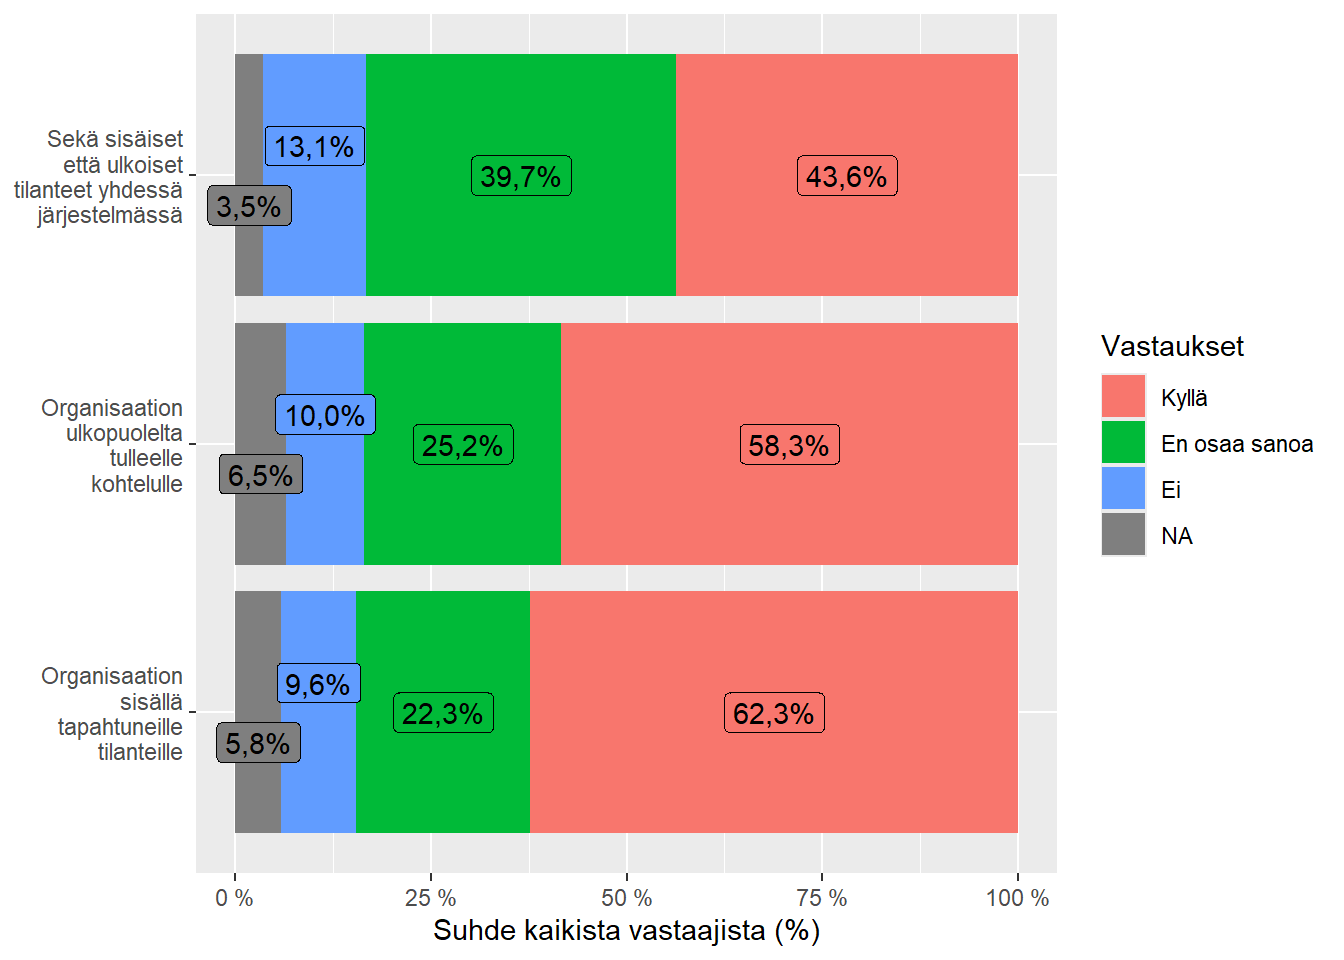 Sekä sisäiset
että ulkoiset
tilanteet yhdessä
järjestelmässä
3,5%
13,1%
39,7%
43,6%
Organisaation
ulkopuolelta
tulleelle
kohtelulle
6,5%
10,0%
25,2%
58,3%
Organisaation
sisällä
tapahtuneille
tilanteille
5,8%
9,6%
22,3%
62,3%
0 %
25 %
50 %
75 %
100 %
Suhde kaikista vastaajista (%)
Vastaukset
Kyllä
En osaa sanoa
Ei
NA